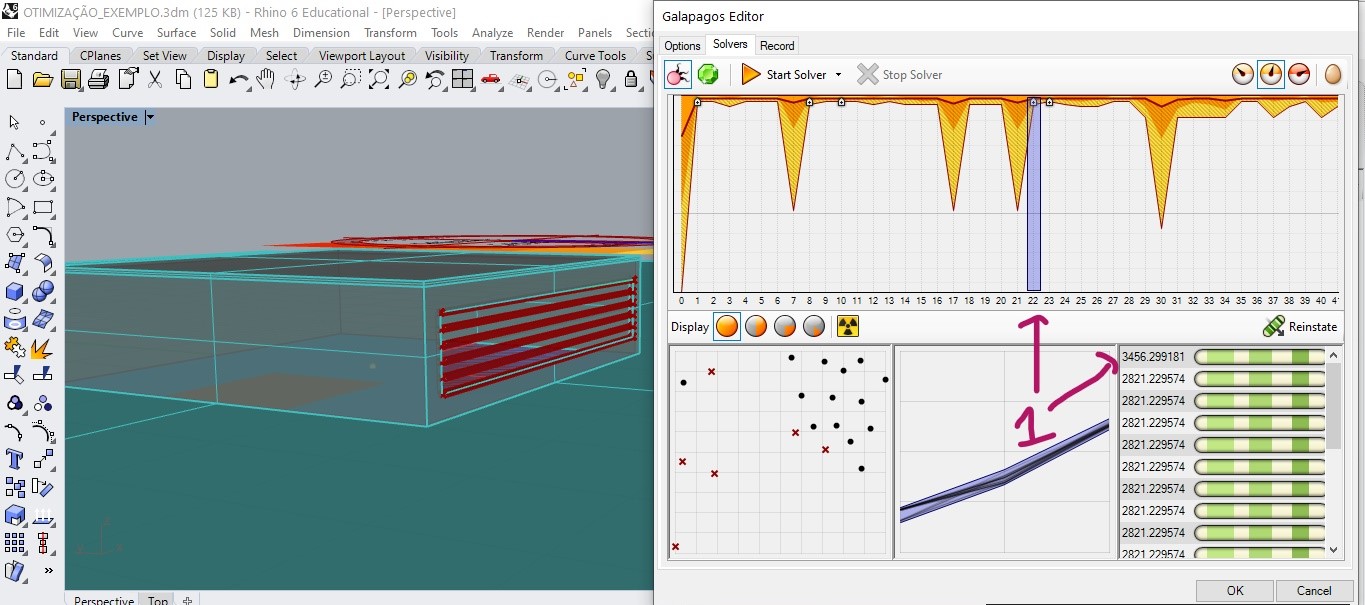 OTIMIZAÇÃO_EXEMPLO.3dm (125 KB) - Rhino 6 Educational - [Perspective]
File Edit View Curve Surface Solid Mesh Dimension Transform Tools Analyze Render Panels Secti
Standard CPlanes Set View Display Select Viewport Layout Visibility Transform Curve Tools S
Perspective
Perspective Top
Galapagos Editor
Options Solvers Record
Start Solver Stop Solver
0 1 2 3 4 5 6 7 8 9 10 11 12 13 14 15 16 17 18 19 20 21 22 23 24 25 26 27 28 29 30 31 32 33 34 35 36 37 38 39 40 41
Display Reinstate
1
3456.299181
2821.229574
2821.229574
2821.229574
2821.229574
2821.229574
2821.229574
2821.229574
2821.229574
2821.229574
OK Cancel